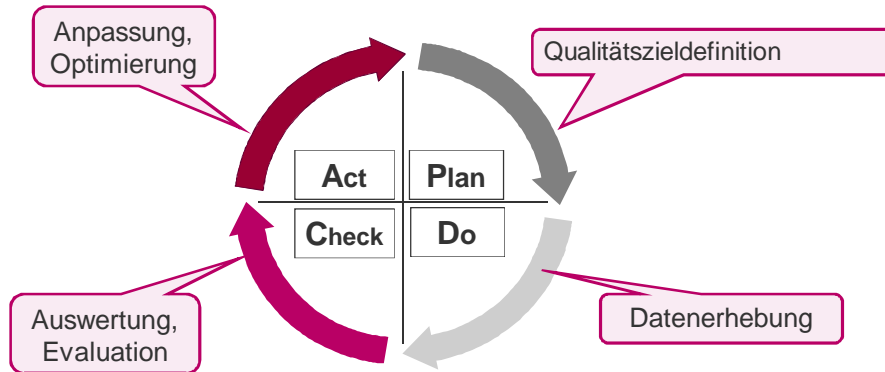 Anpassung,
Optimierung
Qualitätszieldefinition
Act
Plan
Check
Do
Auswertung,
Evaluation
Datenerhebung